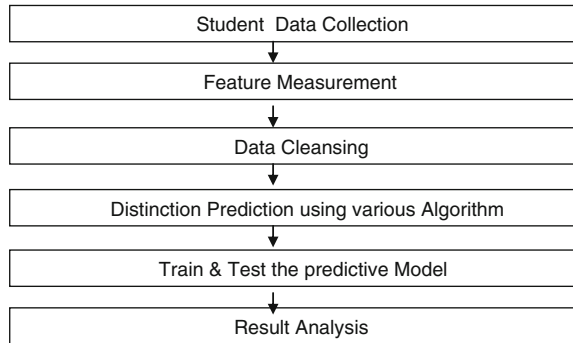 Student Data Collection
Feature Measurement
Data Cleansing
Distinction Prediction using various Algorithm
Train & Test the predictive Model
Result Analysis